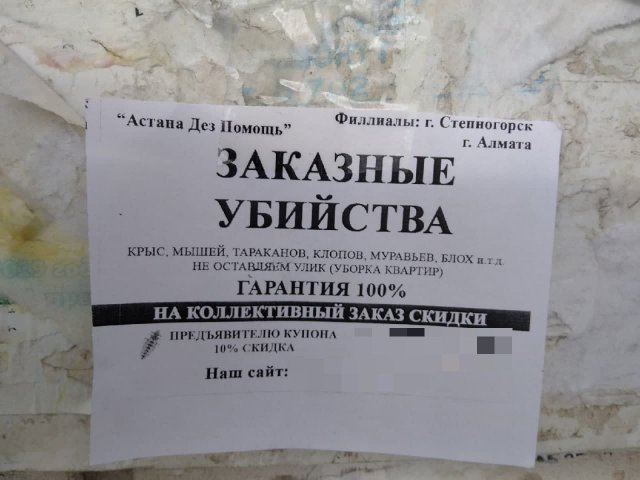 “Астана Дез Помощь”
Филлиалы: г. Степногорск
г. Алмата
ЗАКАЗНЫЕ
УБИЙСТВА
КРЫС, МЫШЕЙ, ТАРАКАНОВ, КЛОПОВ, МУРАВЬЕВ, БЛОХ и.т.д.
НЕ ОСТАВЛЯЕМ УЛИК (УБОРКА КВАРТИР)
ГАРАНТИЯ 100%
НА КОЛЛЕКТИВНЫЙ ЗАКАЗ СКИДКИ
ПРЕДЪЯВИТЕЛЮ КУПОНА
10% СКИДКА
Наш сайт: